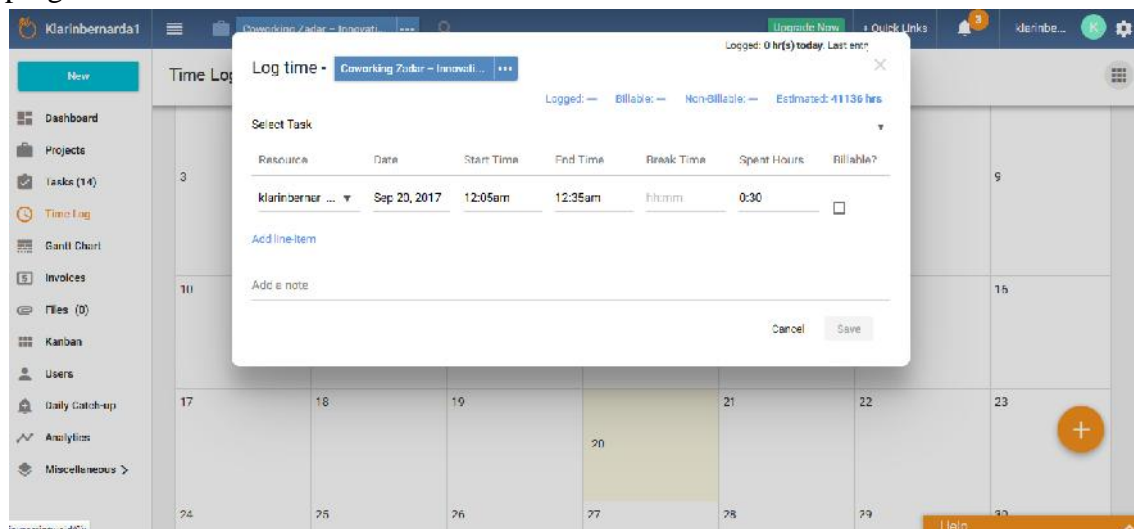 Klarinbernarda1
Coworking Zadar – Innovati... •••
Upgrade Now
Quick Links
3
klarinbe...
K
Logged: 0 hr(s) today. Last entry
New
Time Log
Log time - Coworking Zadar – Innovati... •••
Logged: — Billable: — Non-Billable: — Estimated: 41136 hrs
Select Task
Resource Date Start Time End Time Break Time Spent Hours Billable?
klarinbernar ... Sep 20, 2017 12:05am 12:35am hh:mm 0:30
Add line-item
Add a note
Cancel Save
Dashboard
Projects
Tasks (14)
Time Log
Gantt Chart
Invoices
Files (0)
Kanban
Users
Daily Catch-up
Analytics
Miscellaneous >
3 9
10 16
17 18 19 20 21 22 23
24 25 26 27 28 29 30
Help